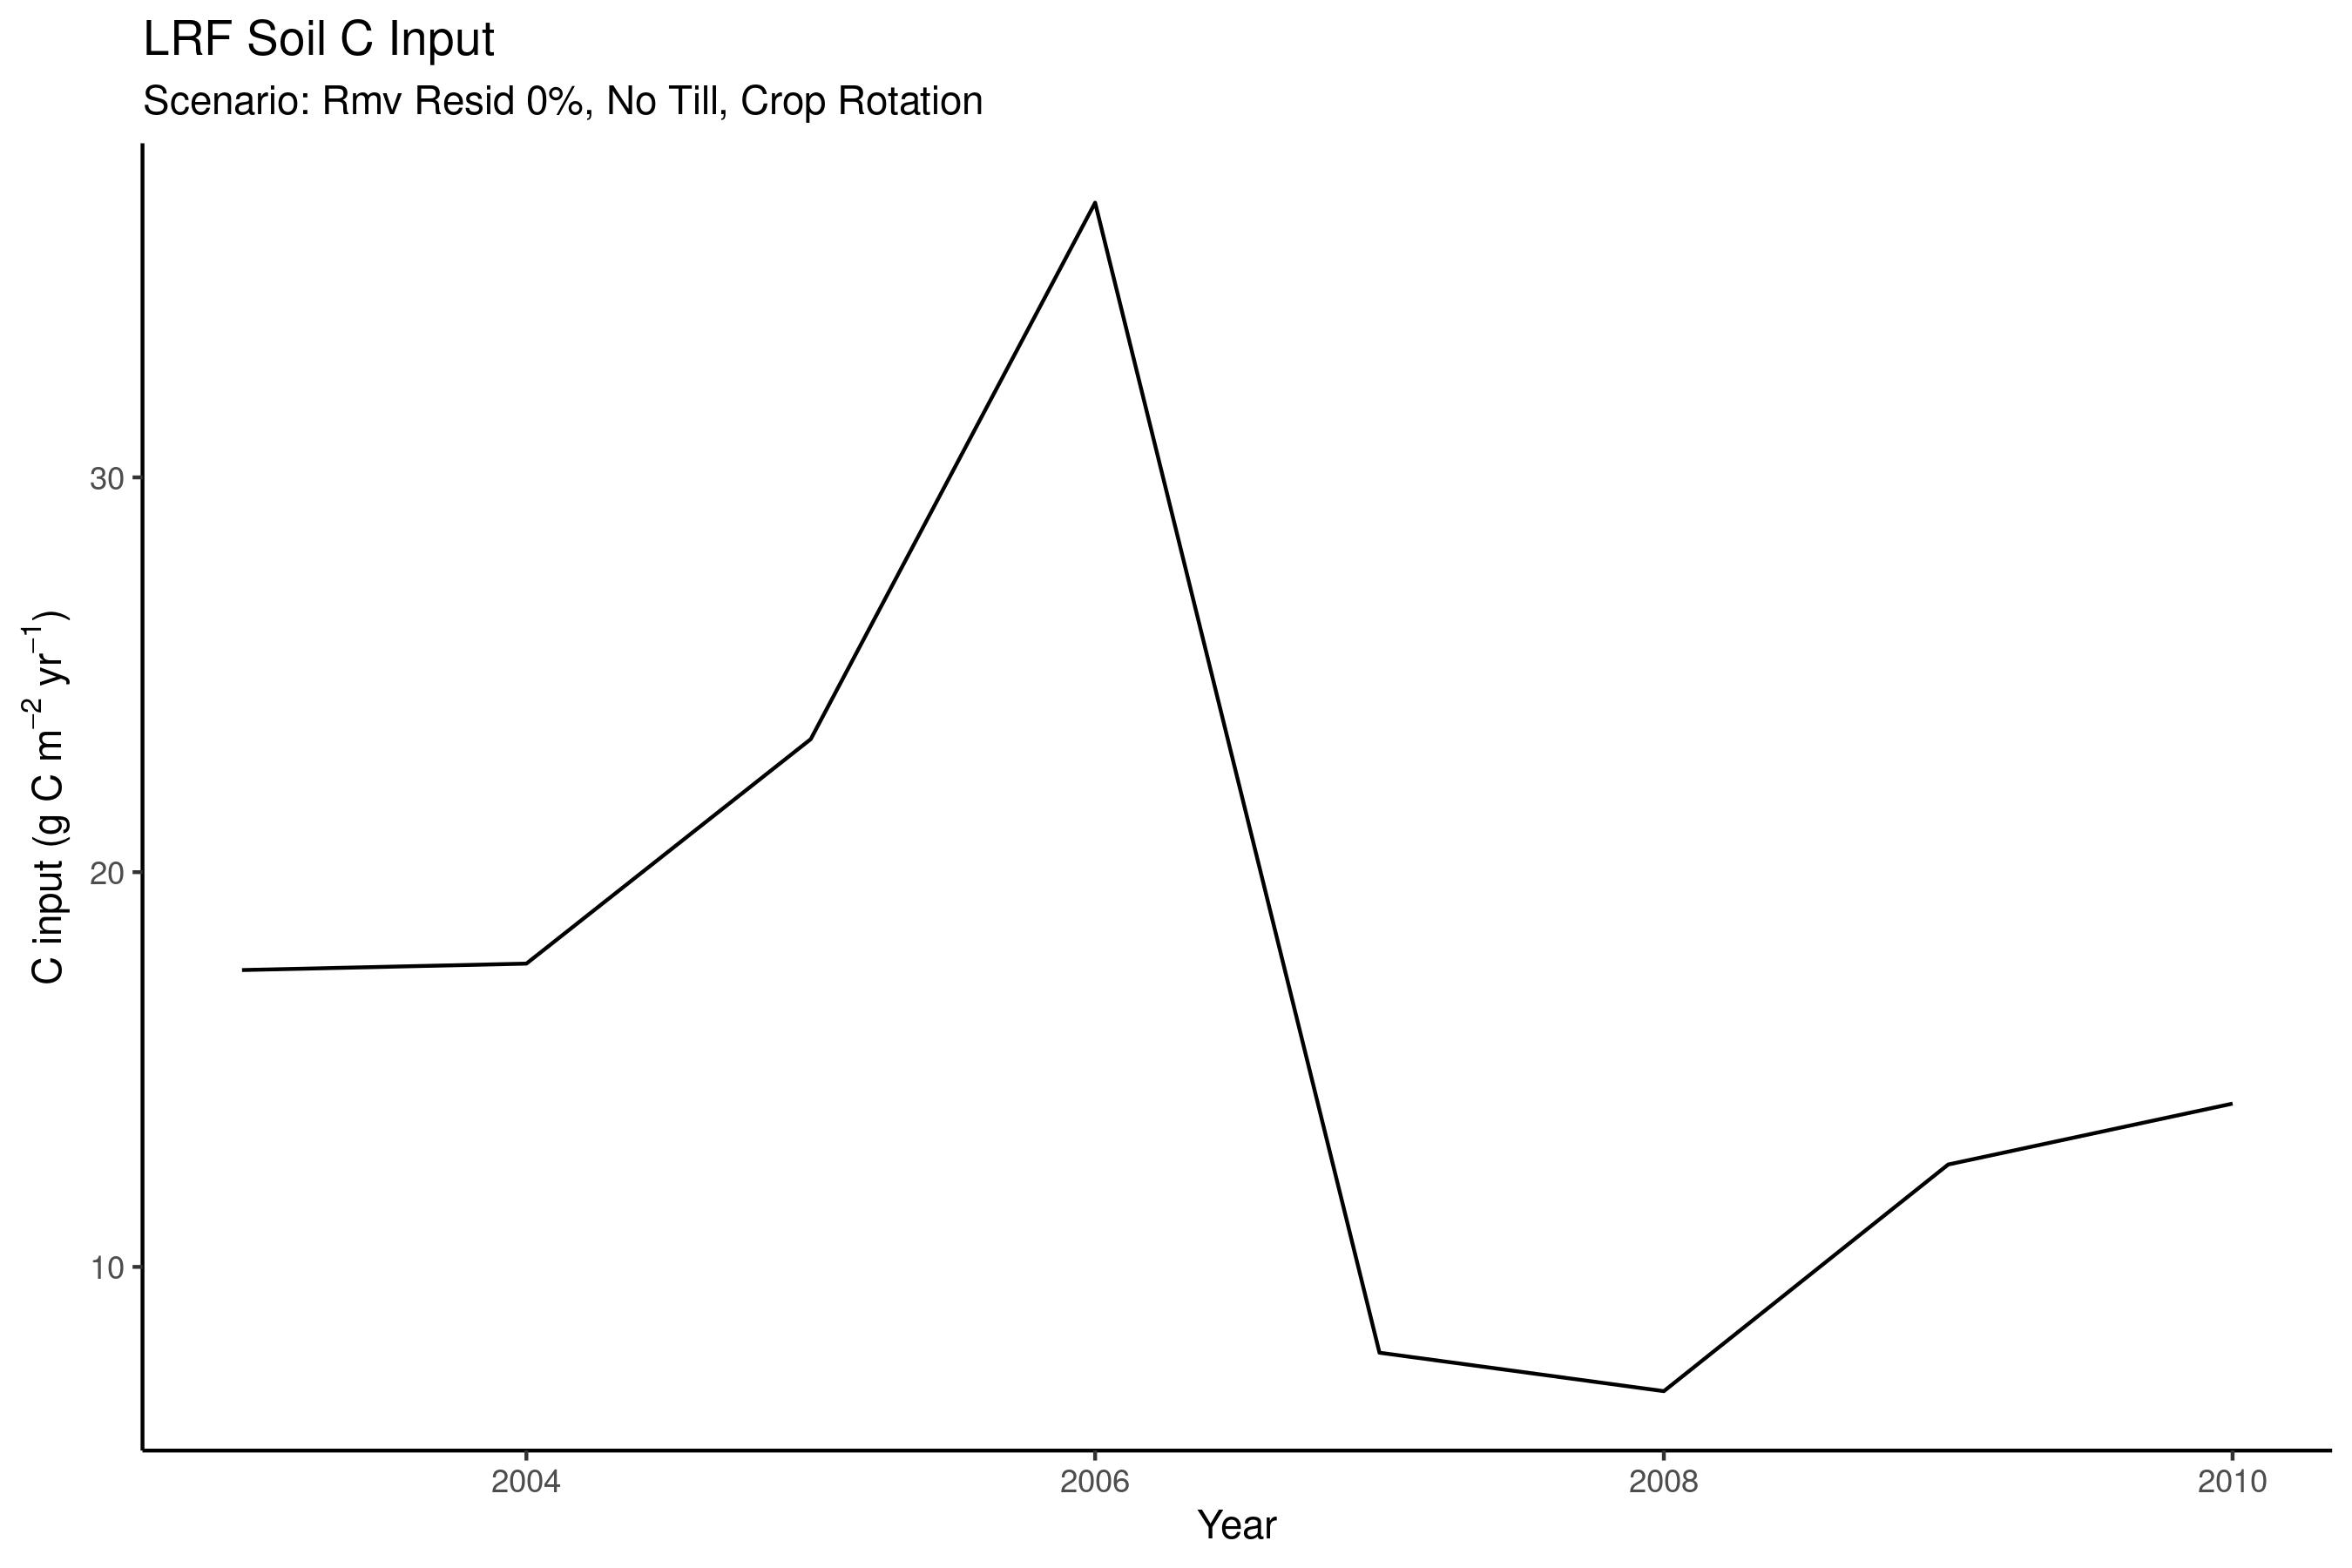 LRF Soil C Input
Scenario: Rmv Resid 0%, No Till, Crop Rotation
C input (g C m⁻² yr⁻¹)
30
20
10
2004 2006 2008 2010
Year